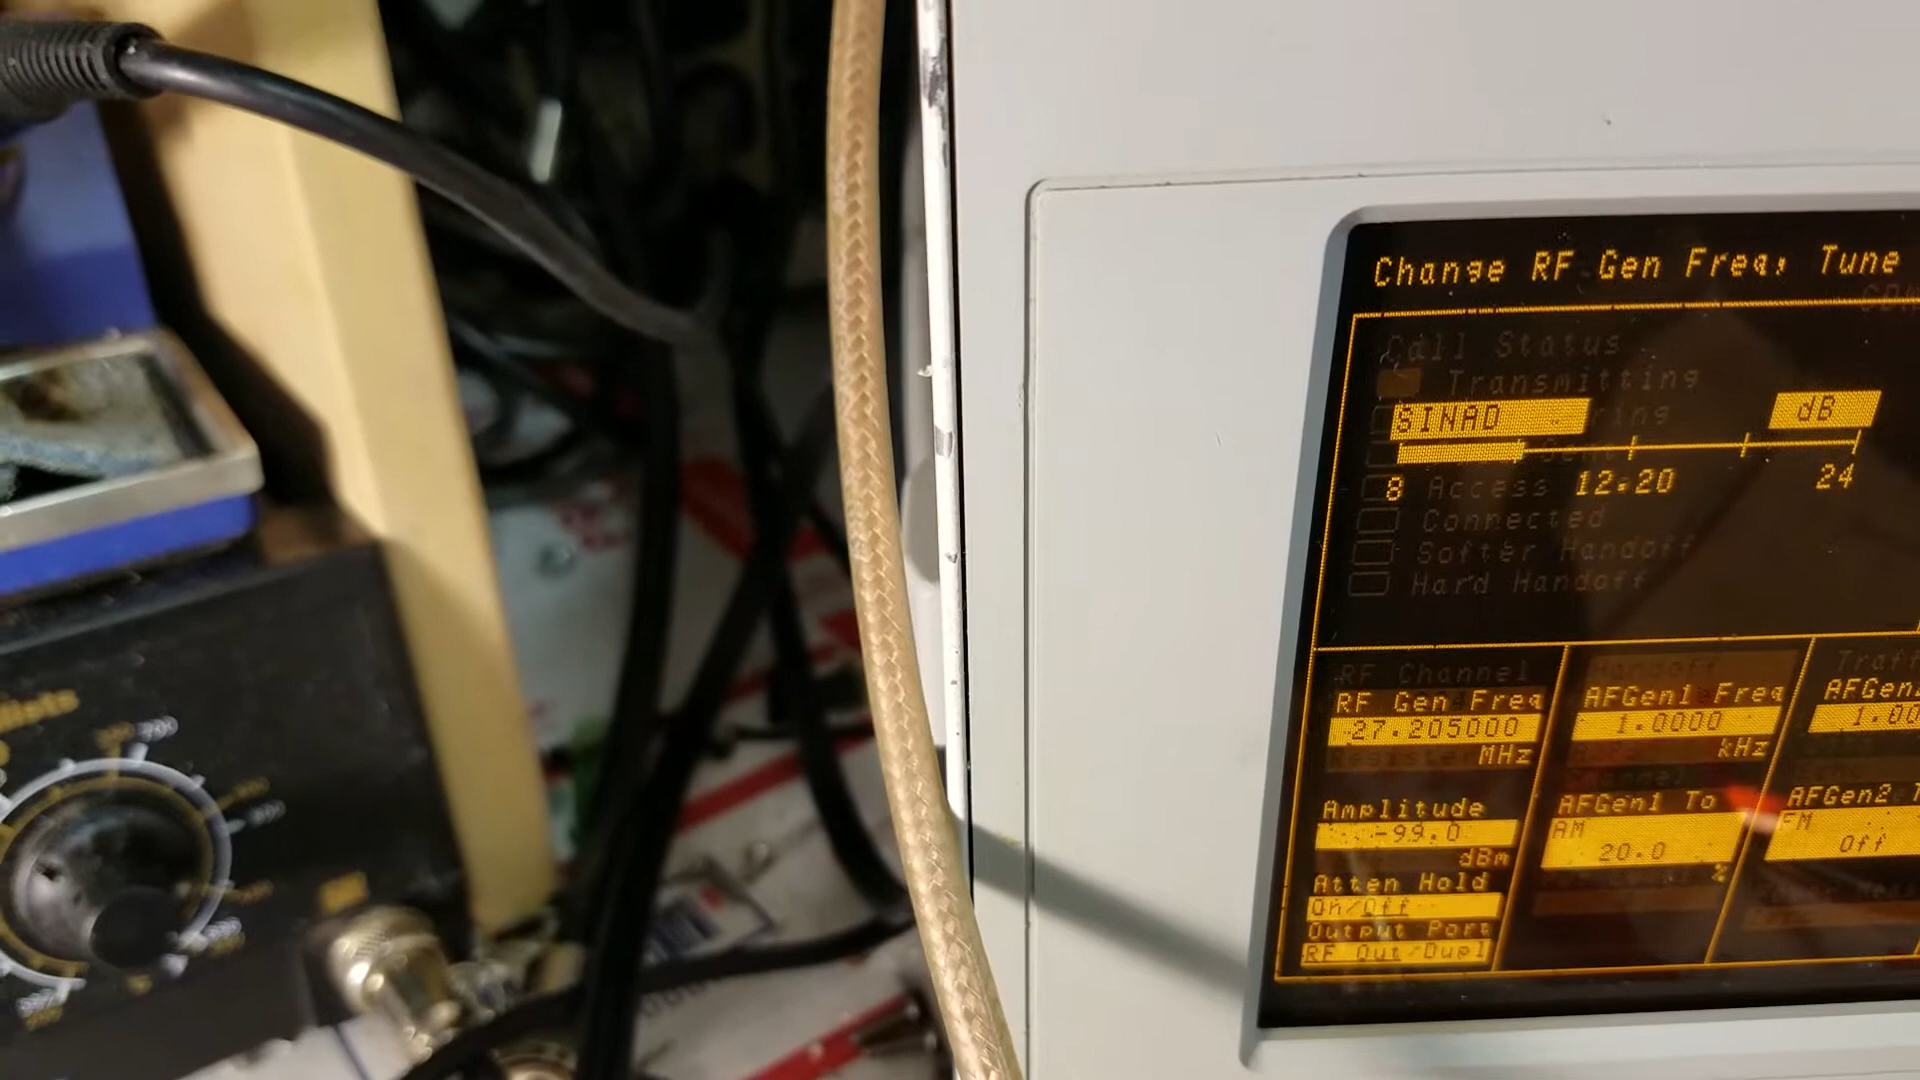 Change RF Gen Freq, Tune
Call Status
Transmitting
SINAD
dB
8 Access 12.20 24
Connected
Softer Handoff
Hard Handoff
RF Channel
Handoff
RF Gen Freq
27.205000
MHz
AFGen1 Freq
1.0000
kHz
Amplitude
-99.0
dBm
AFGen1 To
AM
20.0
%
AFGen2
FM
Off
Atten Hold
On/Off
Output Port
RF Out/Dupl